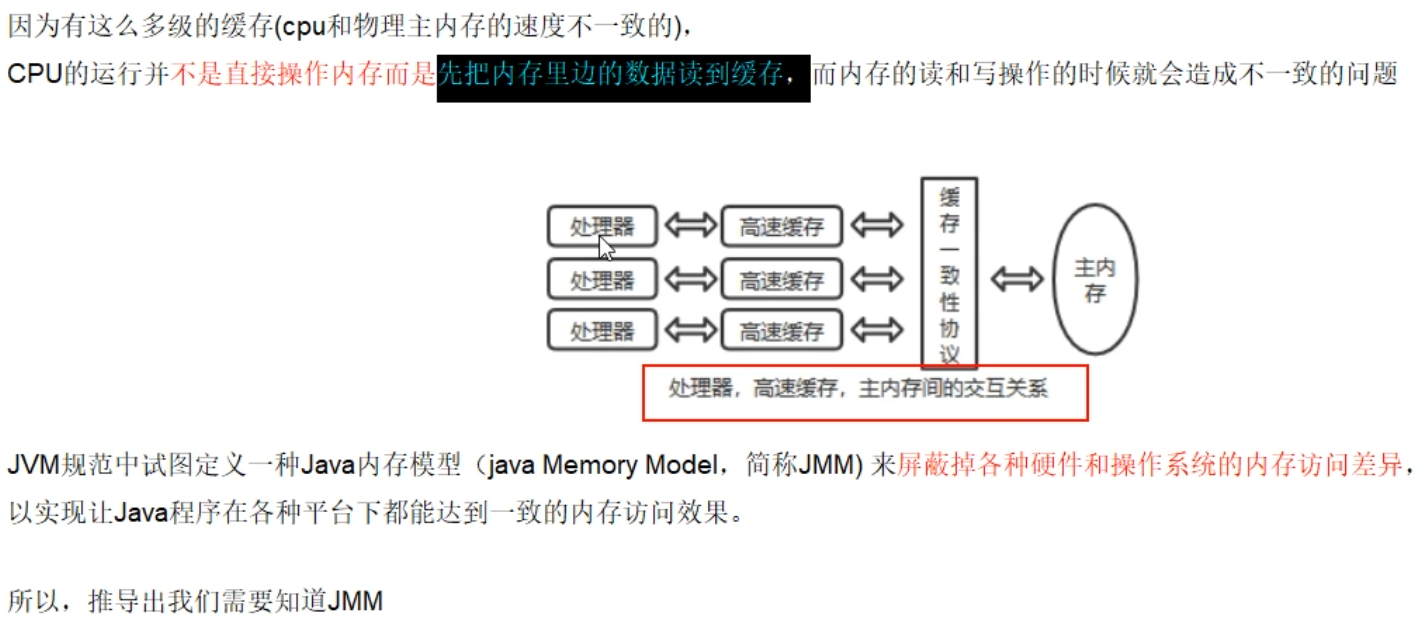 因为有这么多级的缓存(cpu和物理主内存的速度不一致的)，
CPU的运行并不是直接操作内存而是先把内存里边的数据读到缓存，而内存的读和写操作的时候就会造成不一致的问题
处理器 高速缓存
处理器 高速缓存
处理器 高速缓存
缓存一致性协议
主内
存
处理器，高速缓存，主内存间的交互关系
JVM规范中试图定义一种Java内存模型（java Memory Model，简称JMM) 来屏蔽掉各种硬件和操作系统的内存访问差异，
以实现让Java程序在各种平台下都能达到一致的内存访问效果。
所以，推导出我们需要知道JMM